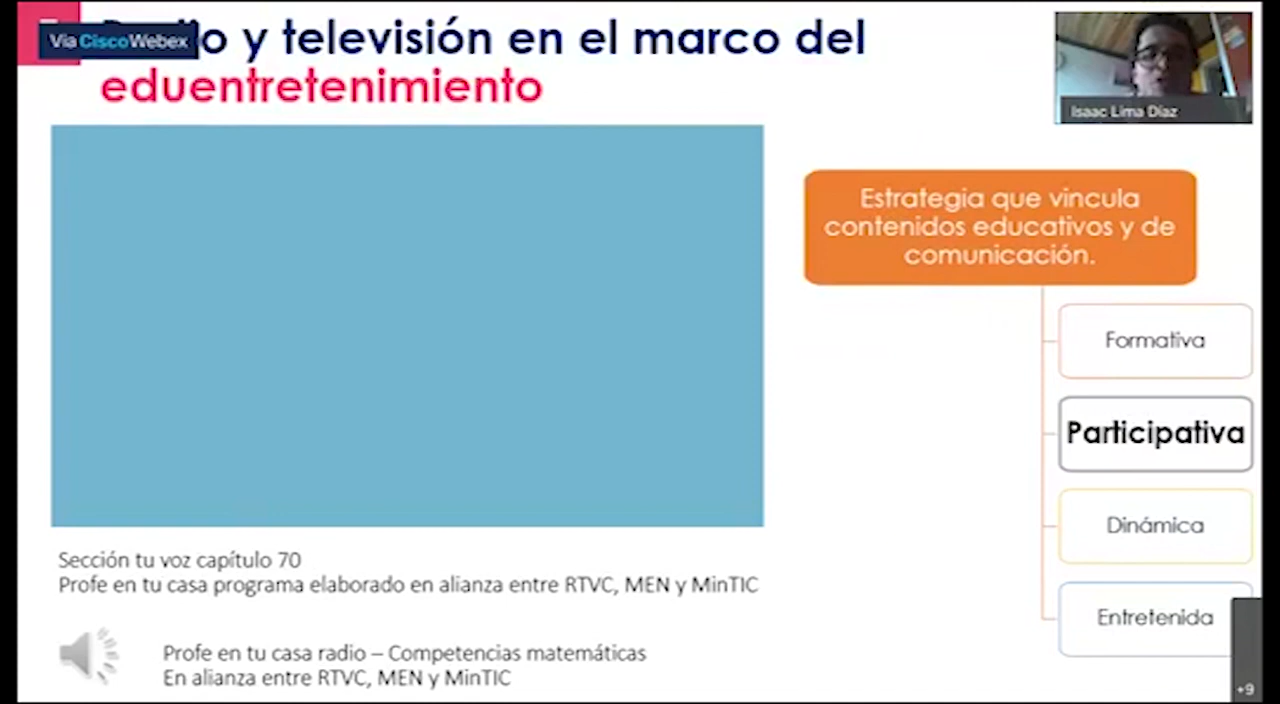 Via Cisco Webex
y televisión en el marco del
eduentretenimiento
Isaac Lima Díaz
Estrategia que vincula
contenidos educativos y de
comunicación.
Formativa
Participativa
Dinámica
Entretenida
Sección tu voz capítulo 70
Profe en tu casa programa elaborado en alianza entre RTVC, MEN y MinTIC
Profe en tu casa radio – Competencias matemáticas
En alianza entre RTVC, MEN y MinTIC
+9